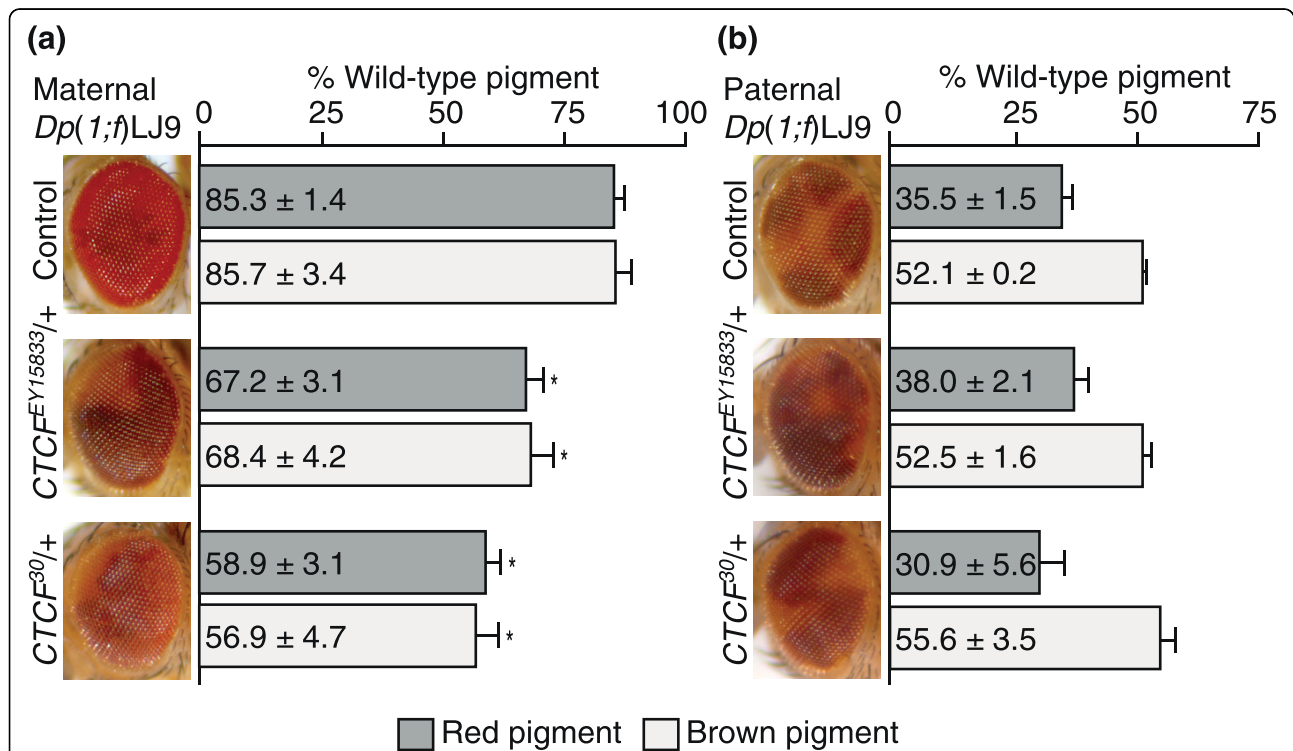 (a)
% Wild-type pigment
Maternal
Dp(1;f)LJ9
0 25 50 75 100
Control
85.3 ± 1.4
85.7 ± 3.4
CTCF^EY15833/+
67.2 ± 3.1 *
68.4 ± 4.2 *
CTCF^30/+
58.9 ± 3.1 *
56.9 ± 4.7 *
(b)
% Wild-type pigment
Paternal
Dp(1;f)LJ9
0 25 50 75
Control
35.5 ± 1.5
52.1 ± 0.2
CTCF^EY15833/+
38.0 ± 2.1
52.5 ± 1.6
CTCF^30/+
30.9 ± 5.6
55.6 ± 3.5
Red pigment Brown pigment